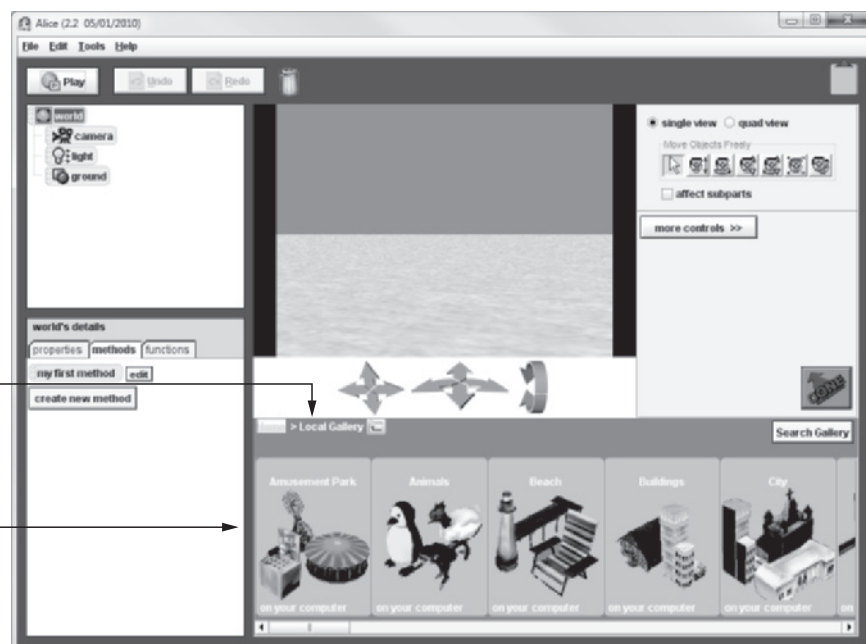 Alice (2.2 05/01/2010)
File Edit Tools Help
Play Undo Redo
world
camera
light
ground
single view quad view
Move Objects Freely
affect subparts
more controls >>
world's details
properties methods functions
my first method edit
create new method
DONE
> Local Gallery
Search Gallery
Amusement Park Animals Beach Buildings City
on your computer on your computer on your computer on your computer on your computer on